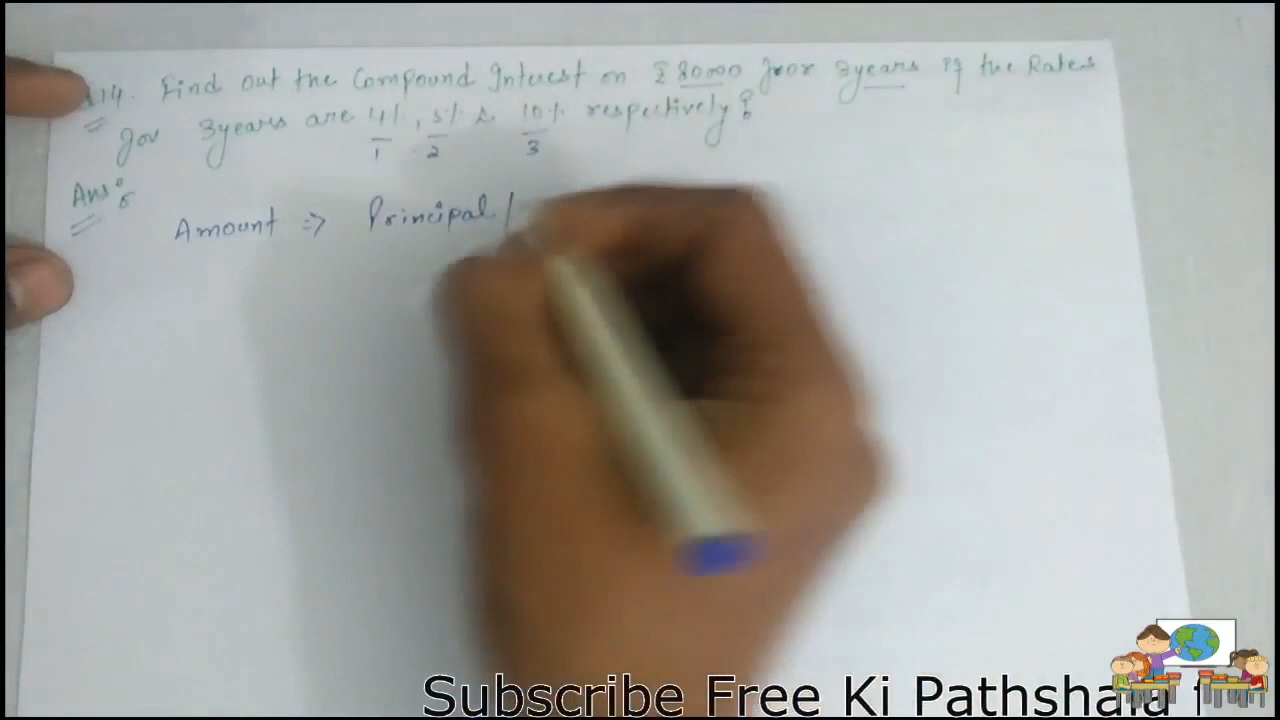 Q14. Find out the Compound Interest on ₹ 80000 for 3years if the Rates
for 3years are 4%, 5% & 10% respectively?
1 2 3
Ans:
Amount => Principal
Subscribe Free Ki Pathshala